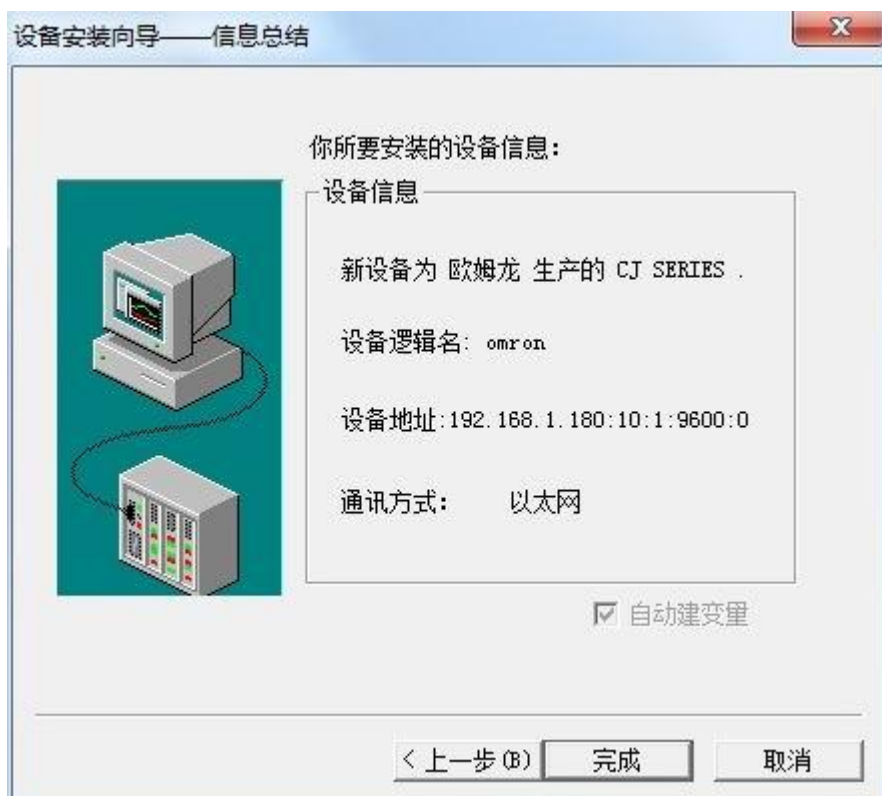 设备安装向导——信息总结
你所要安装的设备信息:
设备信息
新设备为 欧姆龙 生产的 CJ SERIES .
设备逻辑名: omron
设备地址:192.168.1.180:10:1:9600:0
通讯方式: 以太网
自动建变量
<上一步(B)
完成
取消